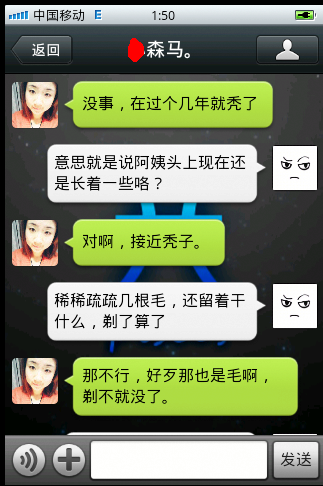 中国移动 E 1:50
返回
森马。
没事，在过个几年就秃了
意思就是说阿姨头上现在还
是长着一些咯？
对啊，接近秃子。
稀稀疏疏几根毛，还留着干
什么，剃了算了
那不行，好歹那也是毛啊，
剃不就没了。
发送